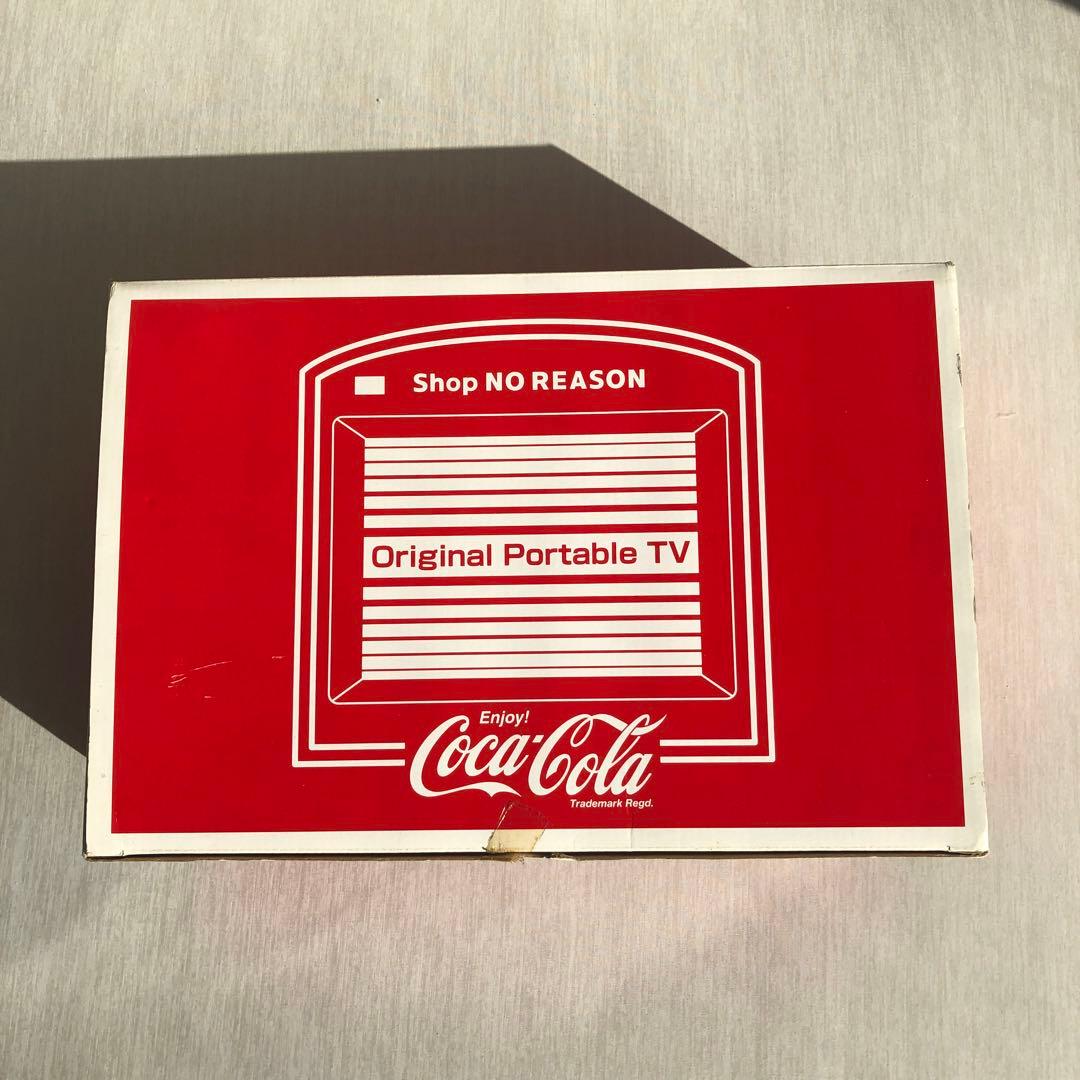 Shop NO REASON
Original Portable TV
Enjoy!
Coca-Cola
Trademark Regd.